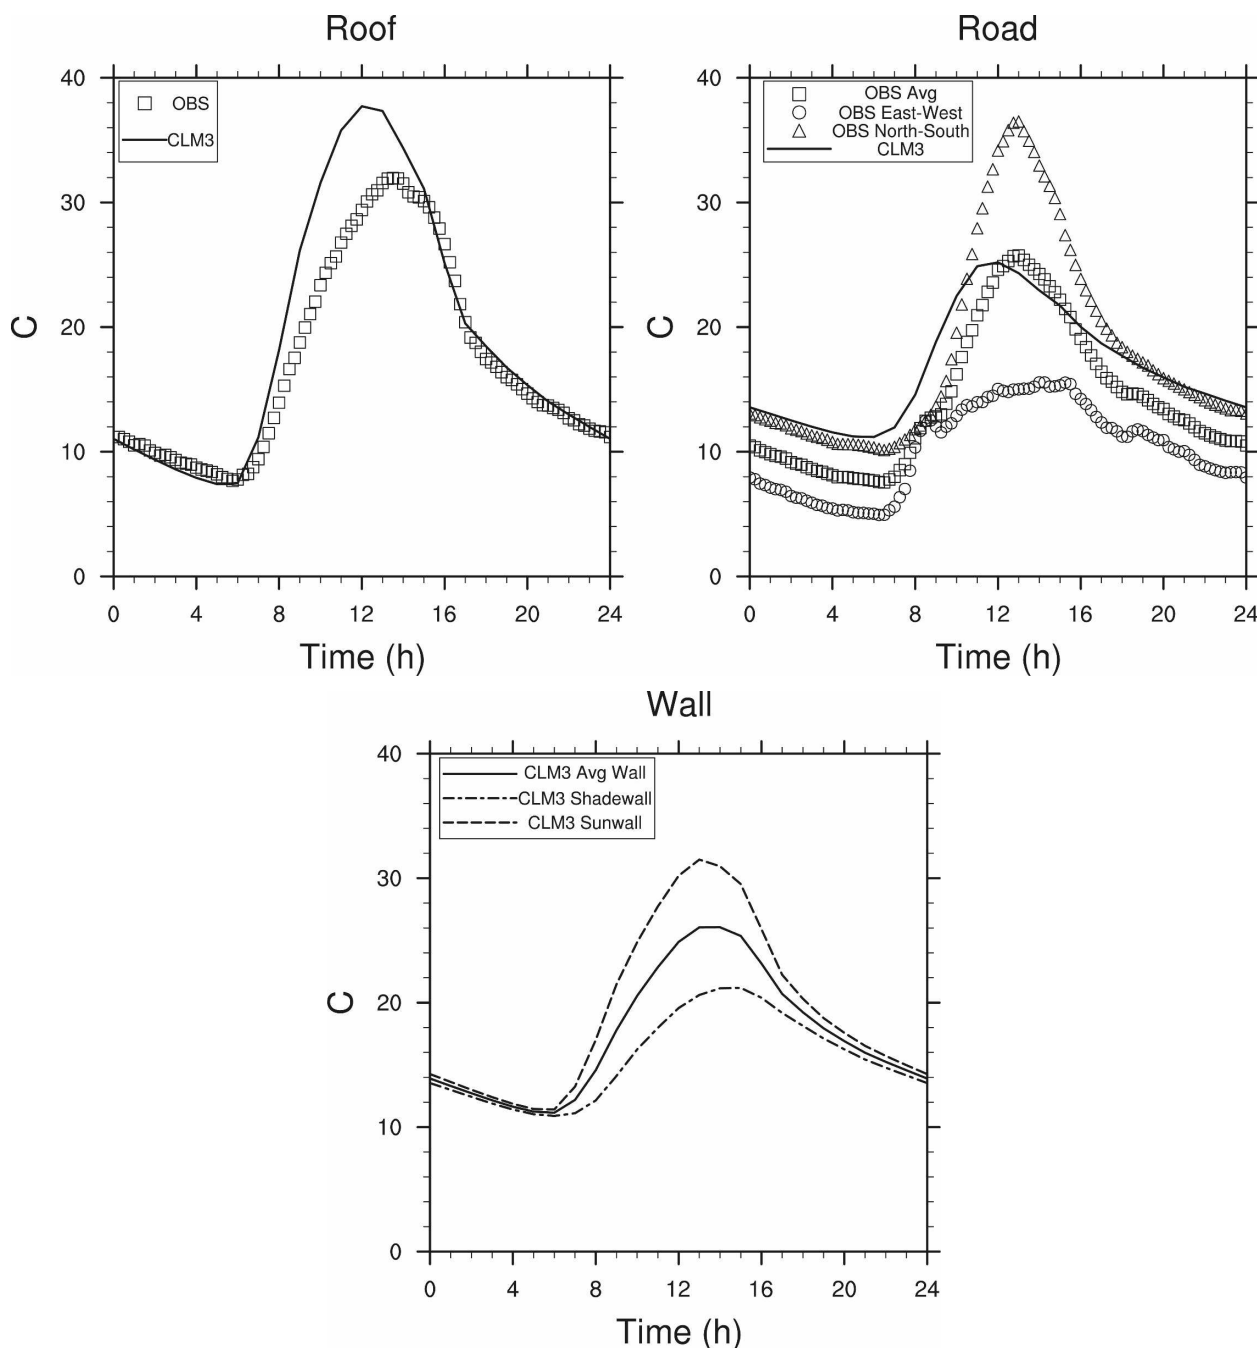 Roof
40
30
20
10
0
C
OBS
CLM3
0 4 8 12 16 20 24
Time (h)
Road
40
30
20
10
0
C
OBS Avg
OBS East-West
OBS North-South
CLM3
0 4 8 12 16 20 24
Time (h)
Wall
40
30
20
10
0
C
CLM3 Avg Wall
CLM3 Shadewall
CLM3 Sunwall
0 4 8 12 16 20 24
Time (h)